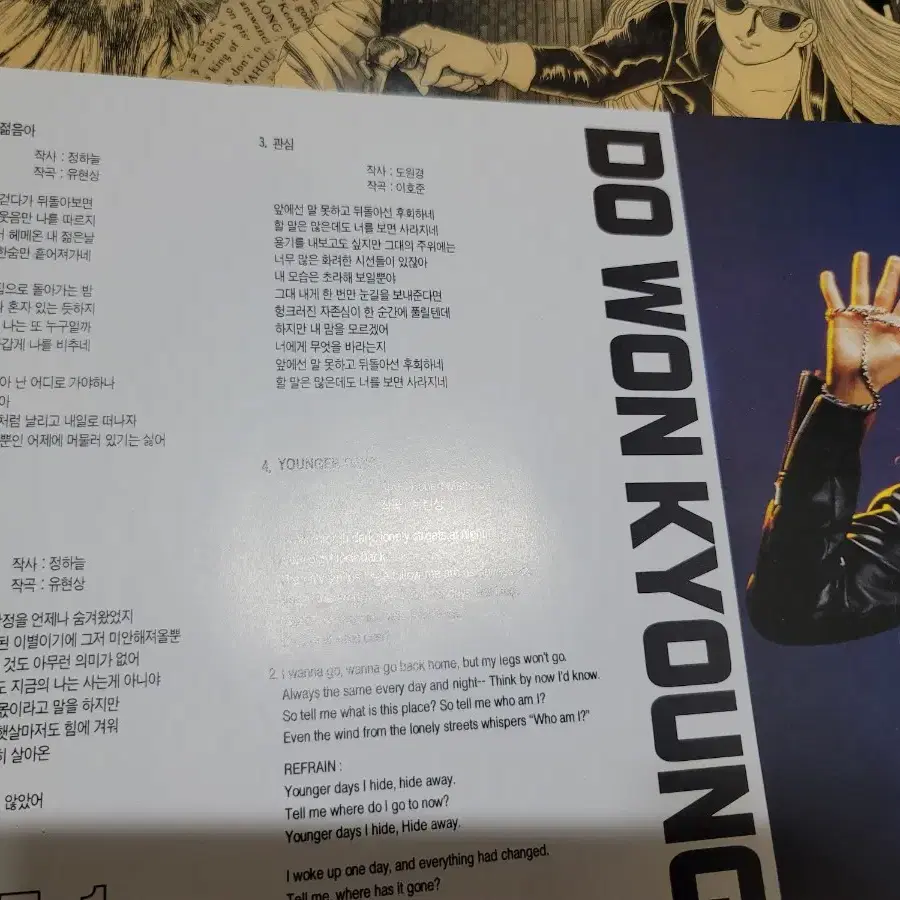 LONG
king of
don't
YAHOO
젊음아
작사 : 정하늘
작곡 : 유현상
걷다가 뒤돌아보면
웃음만 나를 따르지
헤메온 내 젊은날
한숨만 흩어져가네
집으로 돌아가는 밤
혼자 있는 듯하지
나는 또 누구일까
갑게 나를 비추네
아 난 어디로 가야하나
아
처럼 날리고 내일로 떠나자
뿐인 어제에 머물러 있기는 싫어
작사 : 정하늘
작곡 : 유현상
정을 언제나 숨겨왔었지
된 이별이기에 그저 미안해져올뿐
것도 아무런 의미가 없어
도 지금의 나는 사는게 아니야
몫이라고 말을 하지만
햇살마저도 힘에 겨워
히 살아온
않았어
3. 관심
작사 : 도원경
작곡 : 이호준
앞에선 말 못하고 뒤돌아선 후회하네
할 말은 많은데도 너를 보면 사라지네
용기를 내보고도 싶지만 그대의 주위에는
너무 많은 화려한 시선들이 있잖아
내 모습은 초라해 보일뿐야
그대 내게 한 번만 눈길을 보내준다면
헝크러진 자존심이 한 순간에 풀릴텐데
하지만 내 맘을 모르겠어
너에게 무엇을 바라는지
앞에선 말 못하고 뒤돌아선 후회하네
할 말은 많은데도 너를 보면 사라지네
4. YOUNGER
작곡
lonely
2. I wanna go, wanna go back home, but my legs won't go.
Always the same every day and night-- Think by now I'd know.
So tell me what is this place? So tell me who am I?
Even the wind from the lonely streets whispers "Who am I?"
REFRAIN :
Younger days I hide, hide away.
Tell me where do I go to now?
Younger days I hide, Hide away.
I woke up one day, and everything had changed.
Tell me, where has it gone?
DO WON KYOUNG